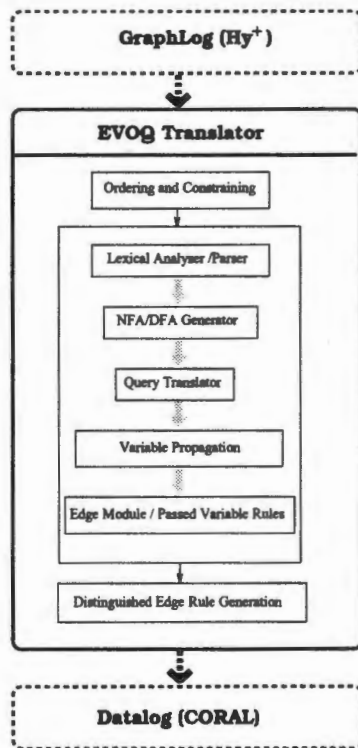 GraphLog (Hy+)
EVOQ Translator
Ordering and Constraining
Lexical Analyser /Parser
NFA/DFA Generator
Query Translator
Variable Propagation
Edge Module / Passed Variable Rules
Distinguished Edge Rule Generation
Datalog (CORAL)